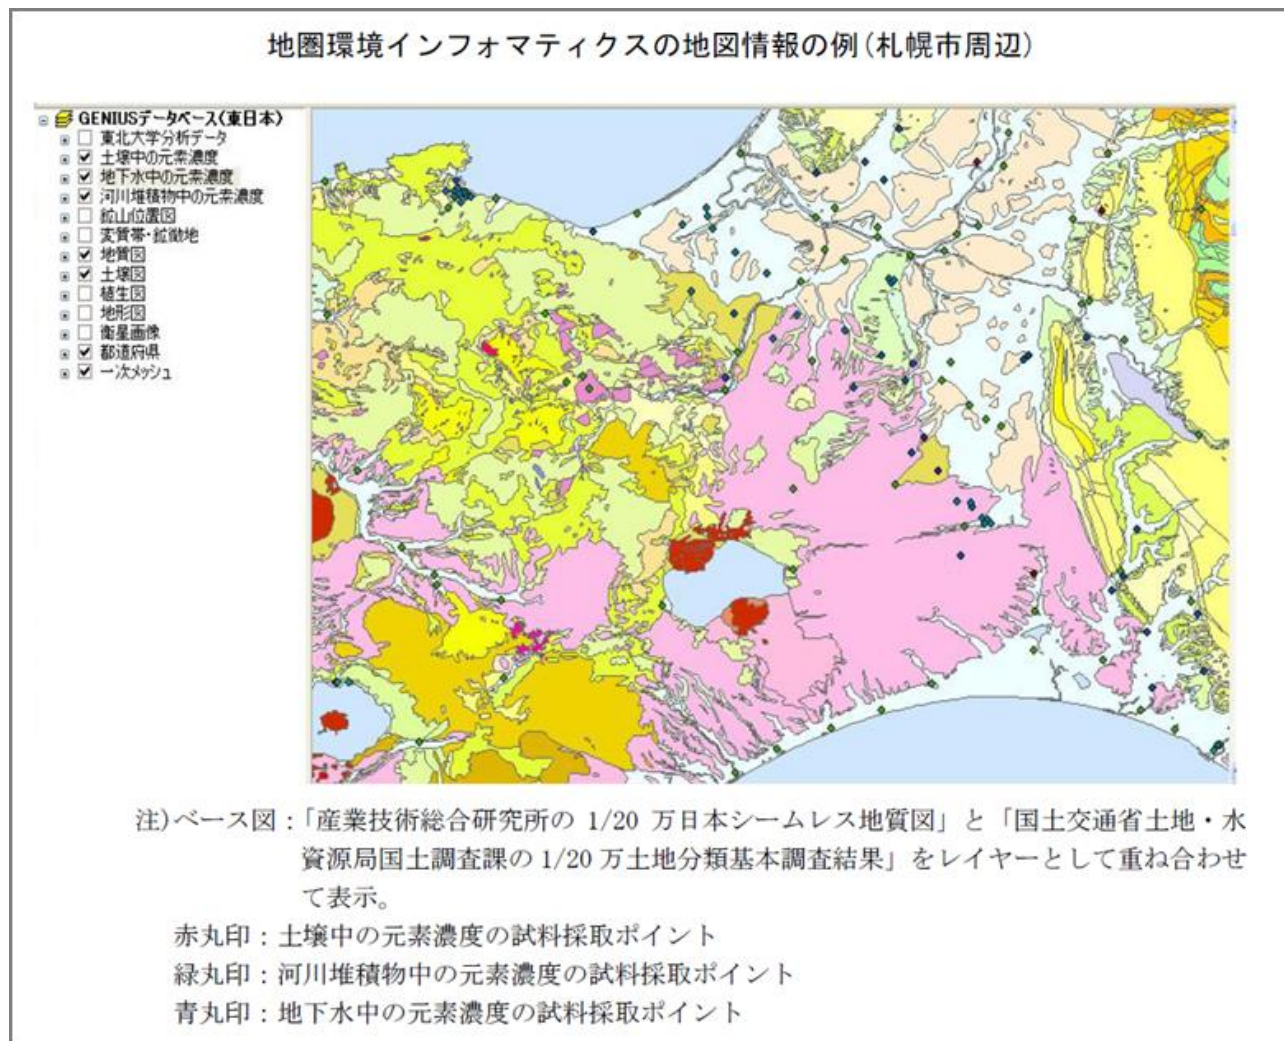 地圏環境インフォマティクスの地図情報の例(札幌市周辺)
GENIUSデータベース(東日本)
東北大学分析データ
土壌中の元素濃度
地下水中の元素濃度
河川堆積物中の元素濃度
鉱山位置図
変質帯・鉱徴地
地質図
土壌図
植生図
地形図
衛星画像
都道府県
一次メッシュ
注)ベース図:「産業技術総合研究所の 1/20 万日本シームレス地質図」と「国土交通省土地・水
資源局国土調査課の 1/20 万土地分類基本調査結果」をレイヤーとして重ね合わせ
て表示。
赤丸印:土壌中の元素濃度の試料採取ポイント
緑丸印:河川堆積物中の元素濃度の試料採取ポイント
青丸印:地下水中の元素濃度の試料採取ポイント